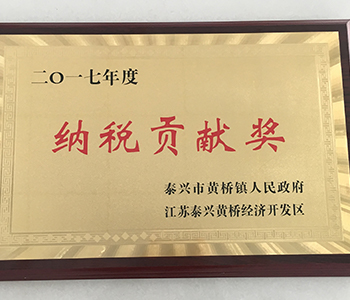 二〇一七年度
纳税贡献奖
泰兴市黄桥镇人民政府
江苏泰兴黄桥经济开发区